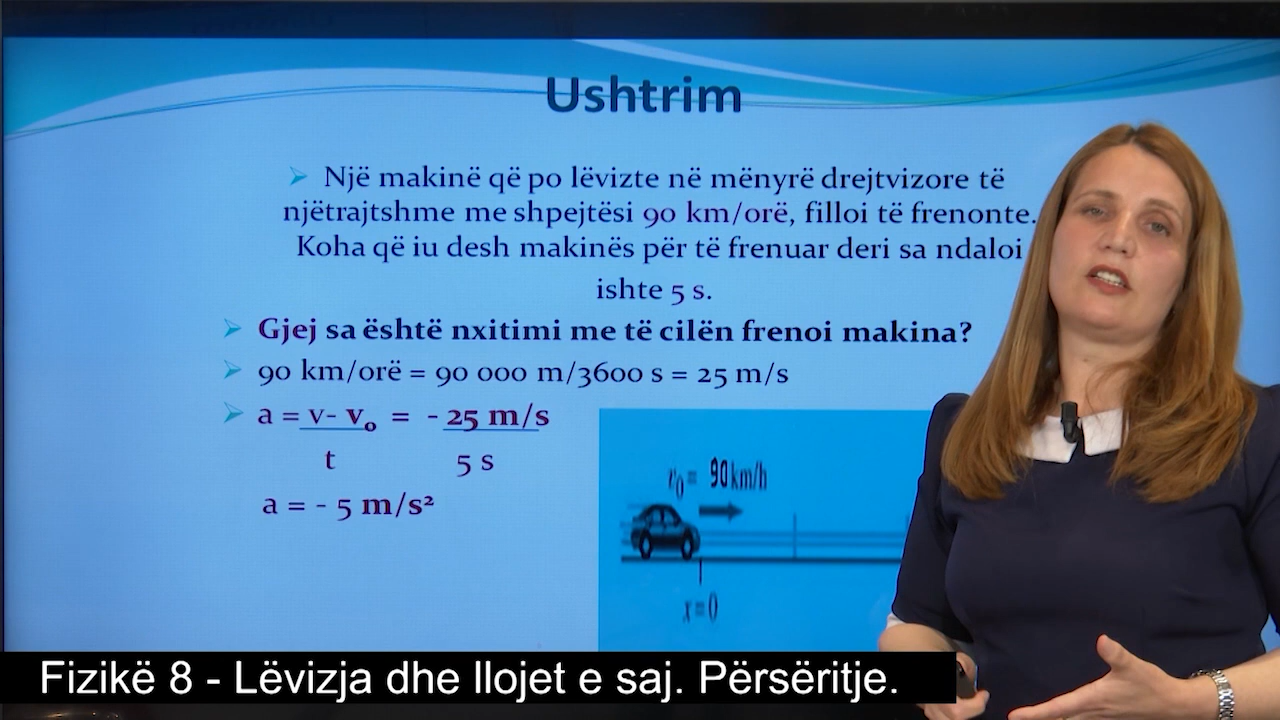 Ushtrim
Një makinë që po lëvizte në mënyrë drejtvizore të
njëtrajtshme me shpejtësi 90 km/orë, filloi të frenonte.
Koha që iu desh makinës për të frenuar deri sa ndaloi
ishte 5 s.
Gjej sa është nxitimi me të cilën frenoi makina?
90 km/orë = 90 000 m/3600 s = 25 m/s
a = v- v₀ = - 25 m/s
t 5 s
a = - 5 m/s²
v₀ = 90 km/h
x=0
Fizikë 8 - Lëvizja dhe llojet e saj. Përsëritje.